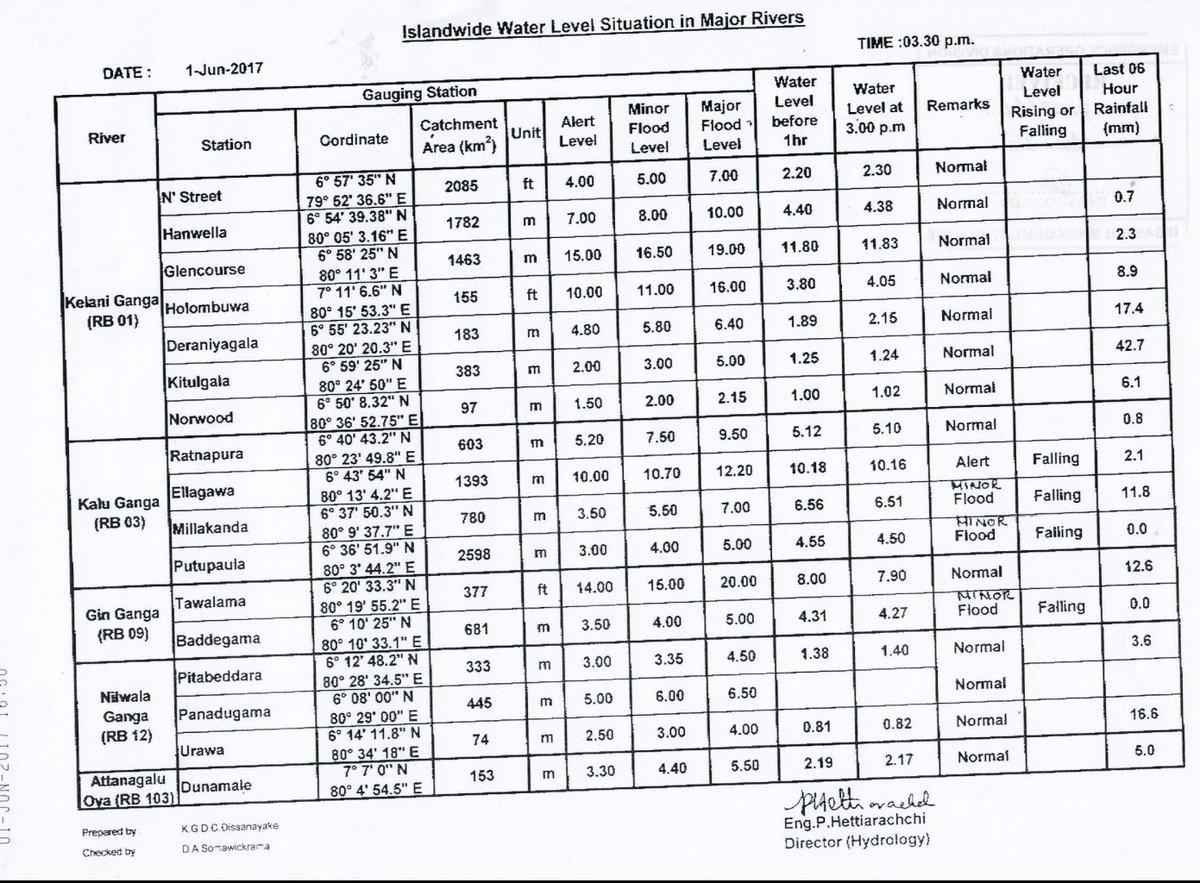 Islandwide Water Level Situation in Major Rivers
TIME :03.30 p.m.
DATE : 1-Jun-2017
River Gauging Station Water Level before 1hr Water Level at 3.00 p.m Remarks Water Level Rising or Falling Last 06 Hour Rainfall (mm)
Station Cordinate Catchment Area (km²) Unit Alert Level Minor Flood Level Major Flood Level
Kelani Ganga (RB 01)
N' Street 6° 57' 35" N 79° 52' 36.6" E 2085 ft 4.00 5.00 7.00 2.20 2.30 Normal
Hanwella 6° 54' 39.38" N 80° 05' 3.16" E 1782 m 7.00 8.00 10.00 4.40 4.38 Normal 0.7
Glencourse 6° 58' 25" N 80° 11' 3" E 1463 m 15.00 16.50 19.00 11.80 11.83 Normal 2.3
Holombuwa 7° 11' 6.6" N 80° 15' 53.3" E 155 ft 10.00 11.00 16.00 3.80 4.05 Normal 8.9
Deraniyagala 6° 55' 23.23" N 80° 20' 20.3" E 183 m 4.80 5.80 6.40 1.89 2.15 Normal 17.4
Kitulgala 6° 59' 25" N 80° 24' 50" E 383 m 2.00 3.00 5.00 1.25 1.24 Normal 42.7
Norwood 6° 50' 8.32" N 80° 36' 52.75" E 97 m 1.50 2.00 2.15 1.00 1.02 Normal 6.1
Kalu Ganga (RB 03)
Ratnapura 6° 40' 43.2" N 80° 23' 49.8" E 603 m 5.20 7.50 9.50 5.12 5.10 Normal 0.8
Ellagawa 6° 43' 54" N 80° 13' 4.2" E 1393 m 10.00 10.70 12.20 10.18 10.16 Alert Falling 2.1
Millakanda 6° 37' 50.3" N 80° 9' 37.7" E 780 m 3.50 5.50 7.00 6.56 6.51 MINOR Flood Falling 11.8
Putupaula 6° 36' 51.9" N 80° 3' 44.2" E 2598 m 3.00 4.00 5.00 4.55 4.50 MINOR Flood Falling 0.0
Gin Ganga (RB 09)
Tawalama 6° 20' 33.3" N 80° 19' 55.2" E 377 ft 14.00 15.00 20.00 8.00 7.90 Normal 12.6
Baddegama 6° 10' 25" N 80° 10' 33.1" E 681 m 3.50 4.00 5.00 4.31 4.27 MINOR Flood Falling 0.0
Nilwala Ganga (RB 12)
Pitabeddara 6° 12' 48.2" N 80° 28' 34.5" E 333 m 3.00 3.35 4.50 1.38 1.40 Normal 3.6
Panadugama 6° 08' 00" N 80° 29' 00" E 445 m 5.00 6.00 6.50 Normal
Urawa 6° 14' 11.8" N 80° 34' 18" E 74 m 2.50 3.00 4.00 0.81 0.82 Normal 16.6
Attanagalu Oya (RB 103)
Dunamale 7° 7' 0" N 80° 4' 54.5" E 153 m 3.30 4.40 5.50 2.19 2.17 Normal 5.0
Prepared by K.G.D.C.Dissanayake
Checked by D.A Somawickrama
Eng.P.Hettiarachchi
Director (Hydrology)